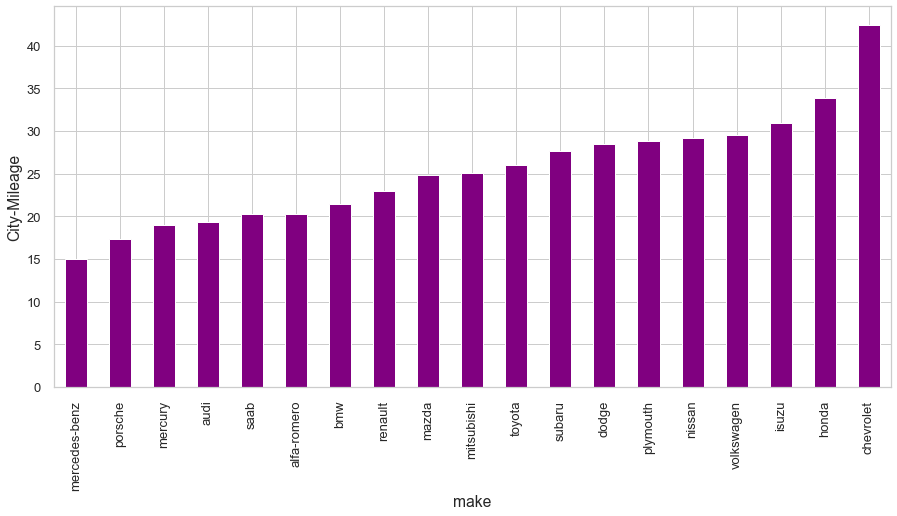 City-Mileage
40
35
30
25
20
15
10
5
0
mercedes-benz
porsche
mercury
audi
saab
alfa-romero
bmw
renault
mazda
mitsubishi
toyota
subaru
dodge
plymouth
nissan
volkswagen
isuzu
honda
chevrolet
make